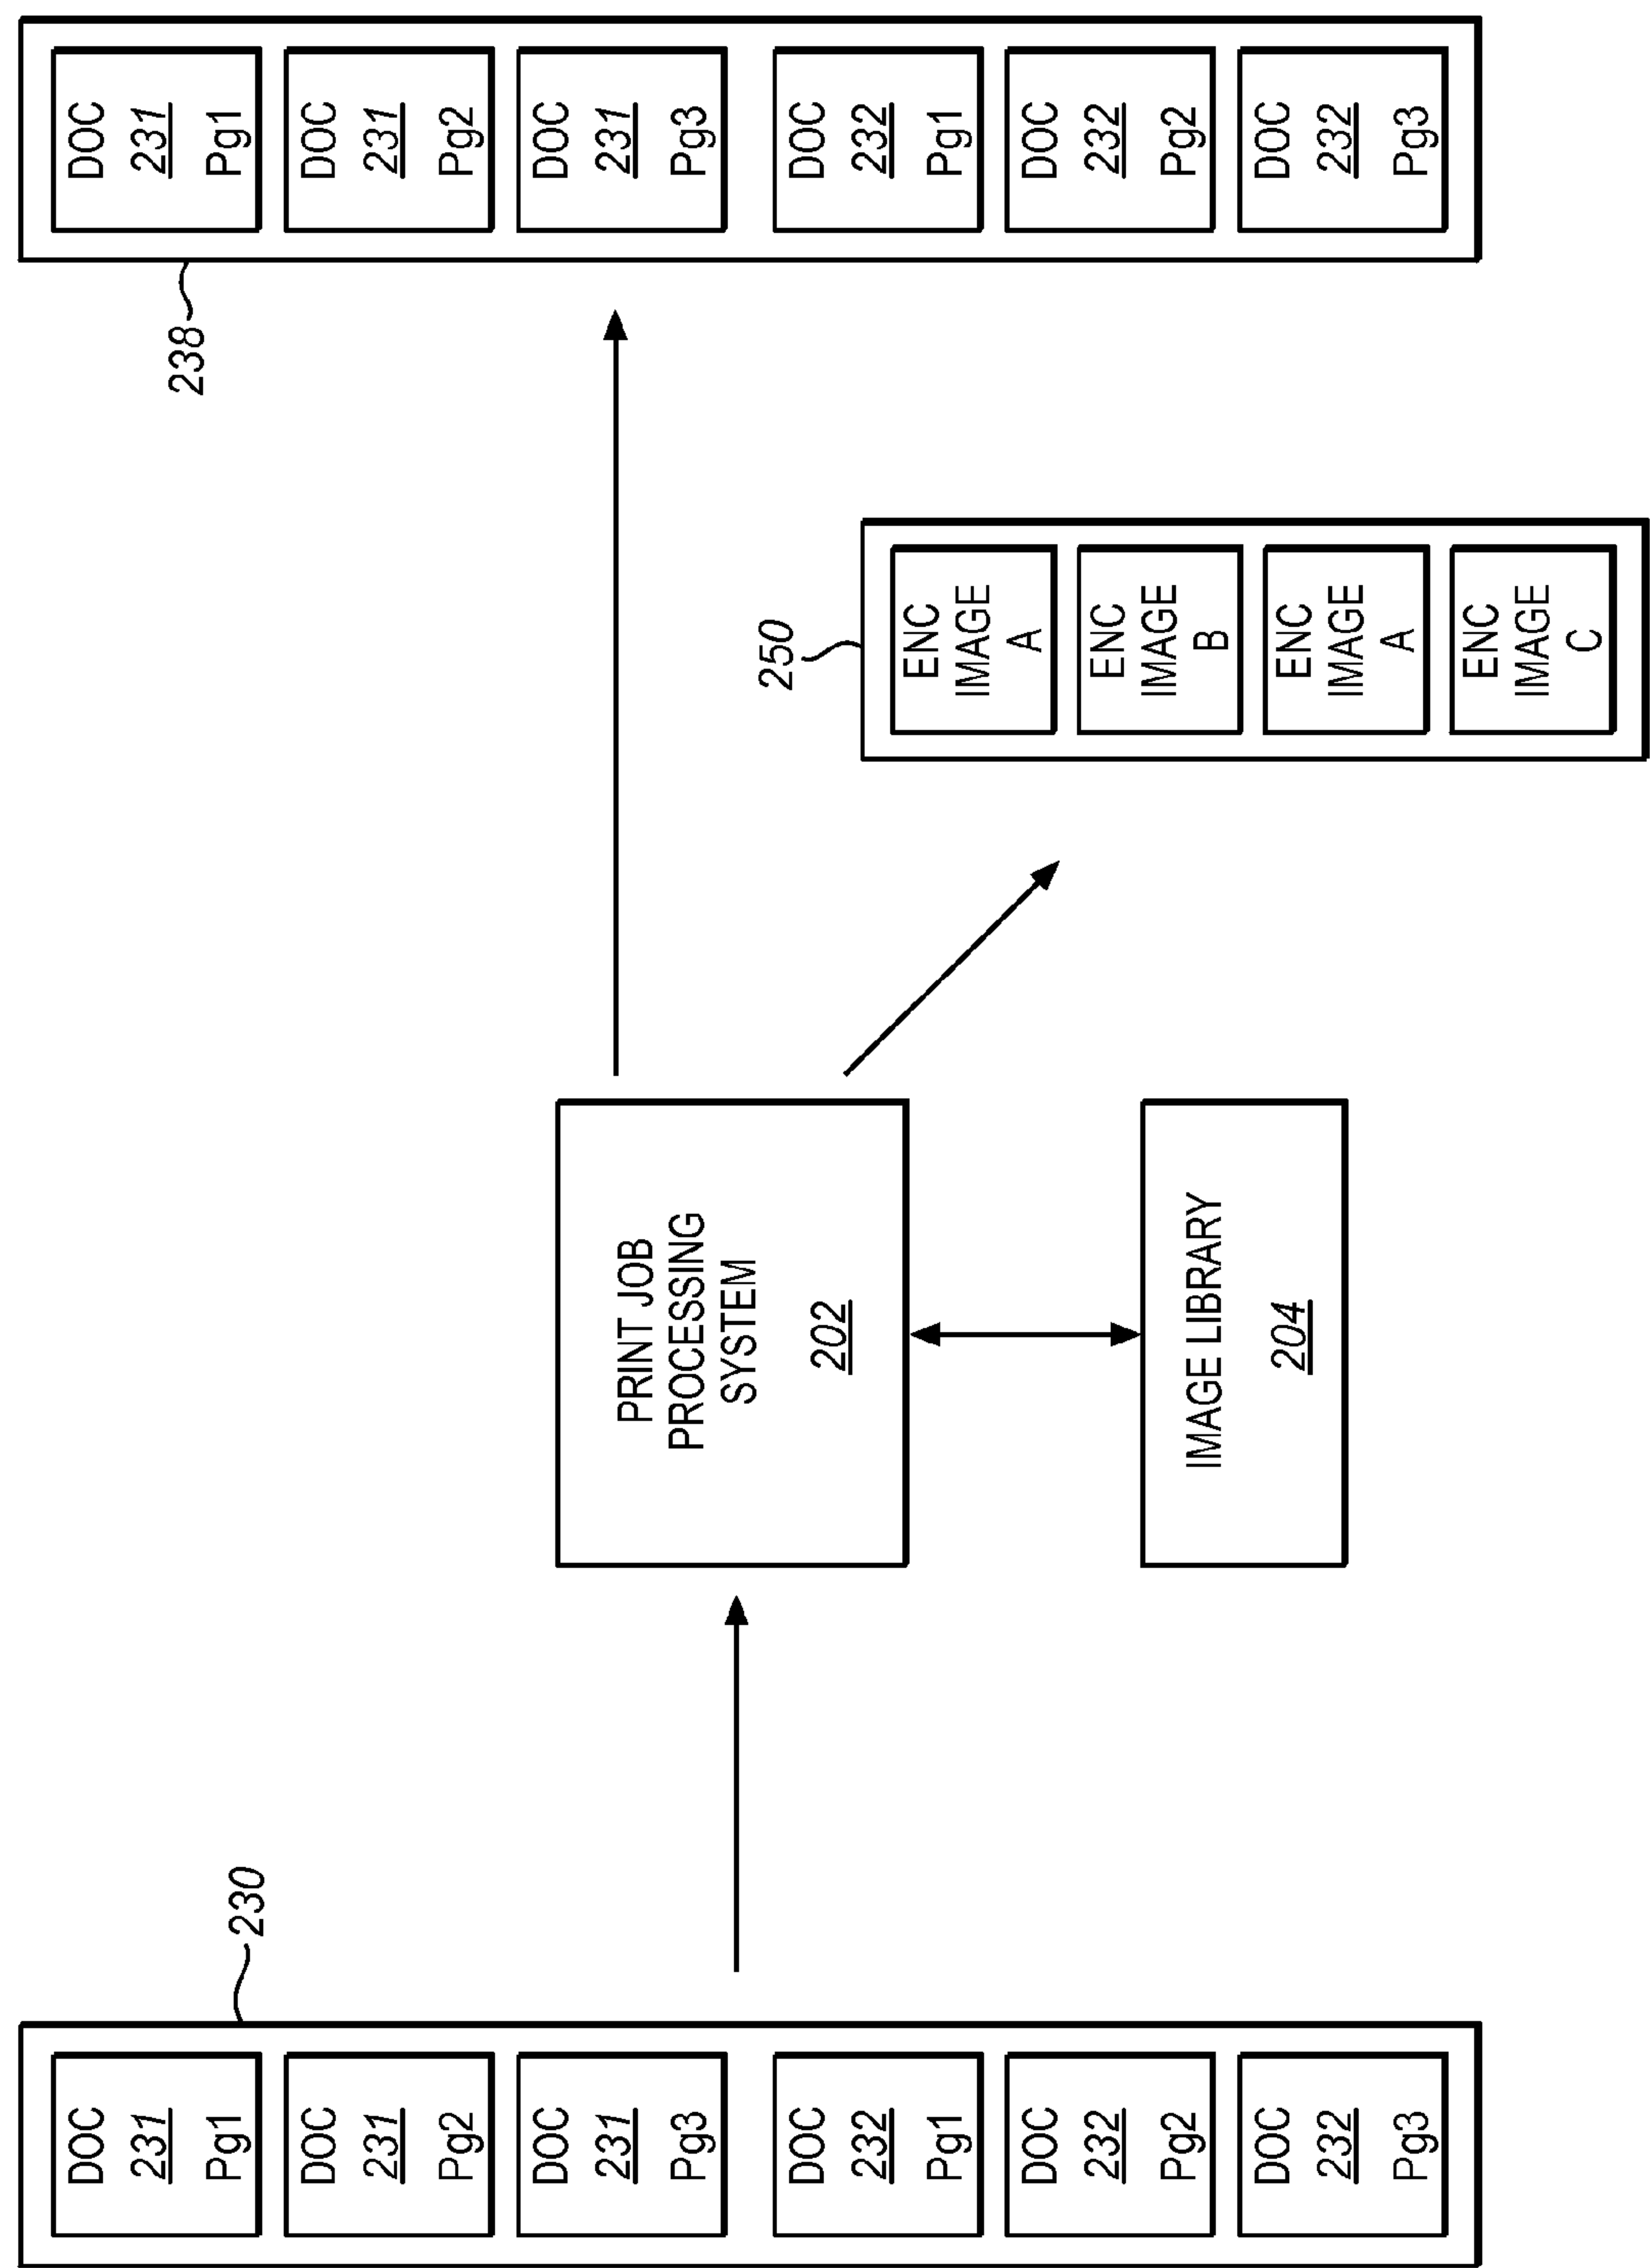 230
DOC
231
Pg1
DOC
231
Pg2
DOC
231
Pg3
DOC
232
Pg1
DOC
232
Pg2
DOC
232
Pg3
PRINT JOB
PROCESSING
SYSTEM
202
IMAGE LIBRARY
204
250
ENC
IMAGE
A
ENC
IMAGE
B
ENC
IMAGE
A
ENC
IMAGE
C
238
DOC
231
Pg1
DOC
231
Pg2
DOC
231
Pg3
DOC
232
Pg1
DOC
232
Pg2
DOC
232
Pg3